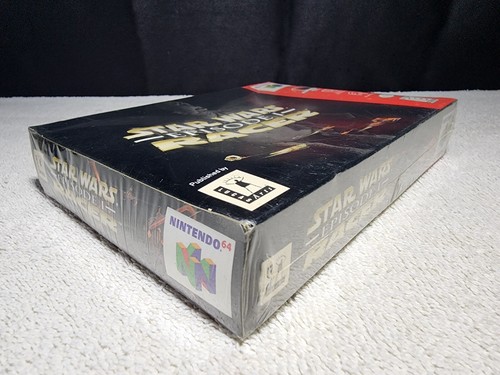 STAR WARS
EPISODE I
RACER
Published by
LUCASARTS
STAR WARS
EPISODE I
RACER
NINTENDO 64
STAR WARS
EPISODE I
RACER